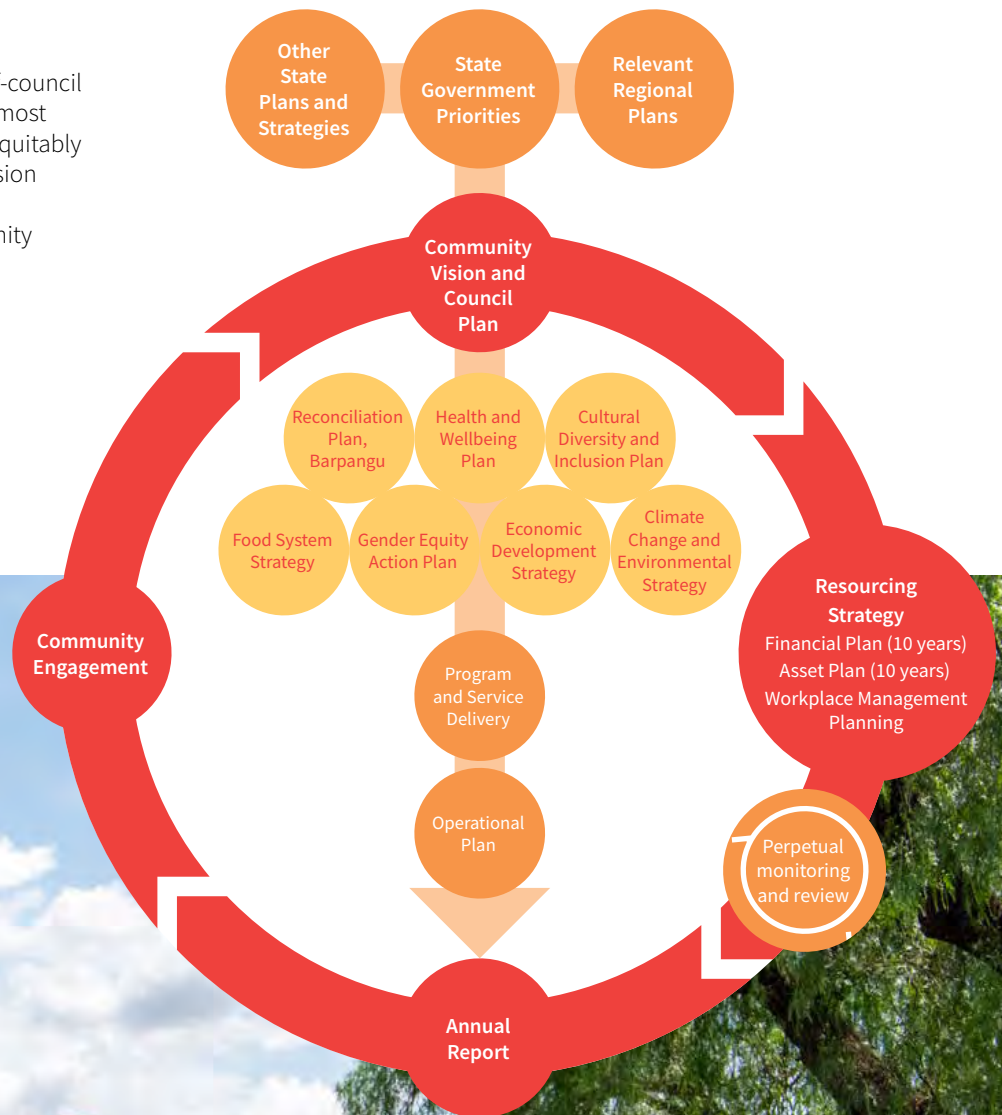 -council
most
quitably
sion
nity
Other
State
Plans and
Strategies
State
Government
Priorities
Relevant
Regional
Plans
Community
Vision and
Council
Plan
Reconciliation
Plan,
Barpangu
Health and
Wellbeing
Plan
Cultural
Diversity and
Inclusion Plan
Food System
Strategy
Gender Equity
Action Plan
Economic
Development
Strategy
Climate
Change and
Environmental
Strategy
Community
Engagement
Resourcing
Strategy
Financial Plan (10 years)
Asset Plan (10 years)
Workplace Management
Planning
Program
and Service
Delivery
Operational
Plan
Perpetual
monitoring
and review
Annual
Report